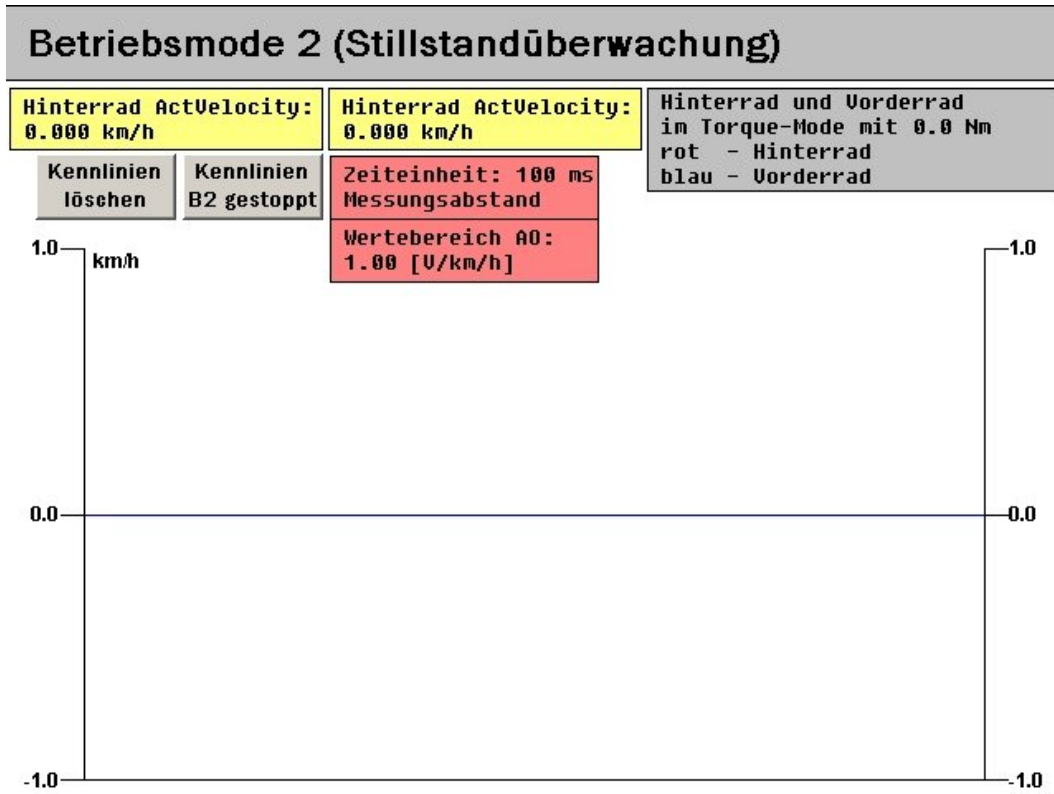 Betriebsmode 2 (Stillstandüberwachung)
Hinterrad ActVelocity:
0.000 km/h
Hinterrad ActVelocity:
0.000 km/h
Hinterrad und Vorderrad
im Torque-Mode mit 0.0 Nm
rot - Hinterrad
blau - Vorderrad
Kennlinien
löschen
Kennlinien
B2 gestoppt
Zeiteinheit: 100 ms
Messungsabstand
Wertebereich AO:
1.00 [V/km/h]
1.0
km/h
1.0
0.0
0.0
-1.0
-1.0